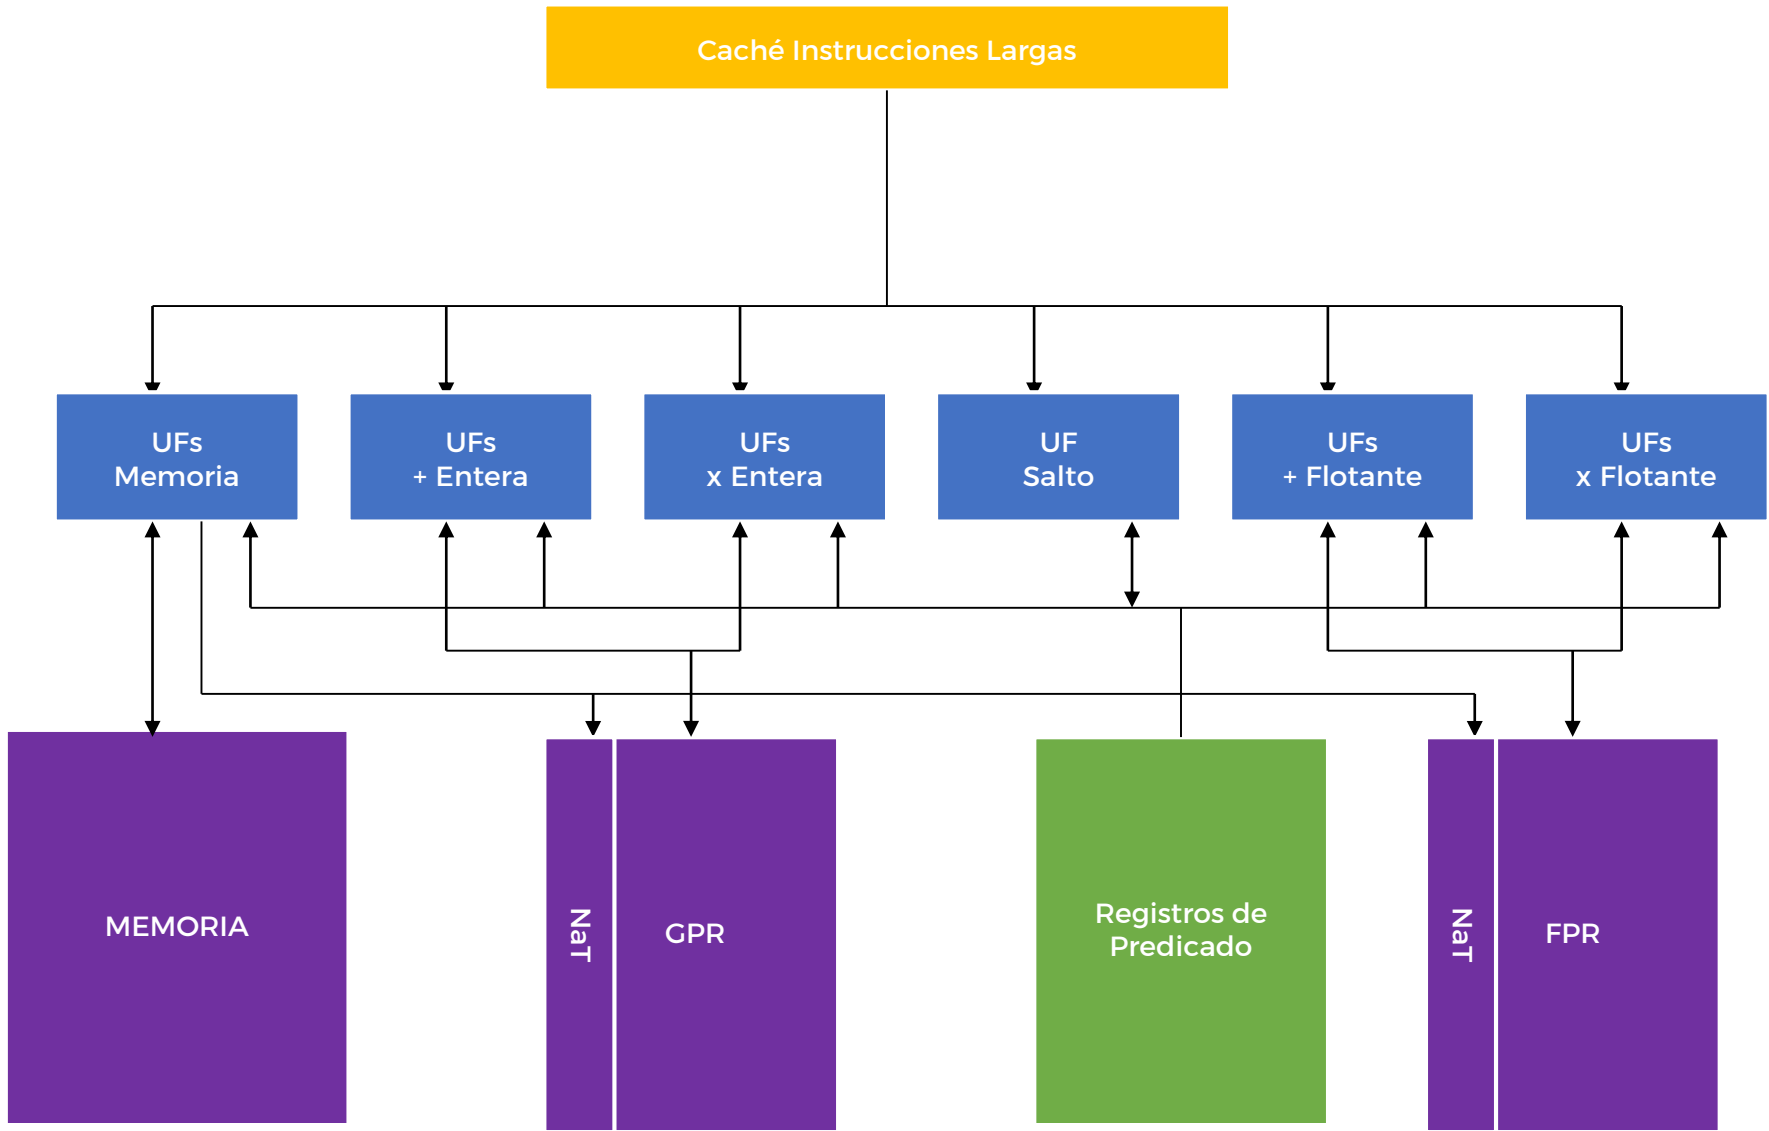 Caché Instrucciones Largas
UFs
Memoria
UFs
+ Entera
UFs
x Entera
UF
Salto
UFs
+ Flotante
UFs
x Flotante
MEMORIA
NaT
GPR
Registros de
Predicado
NaT
FPR